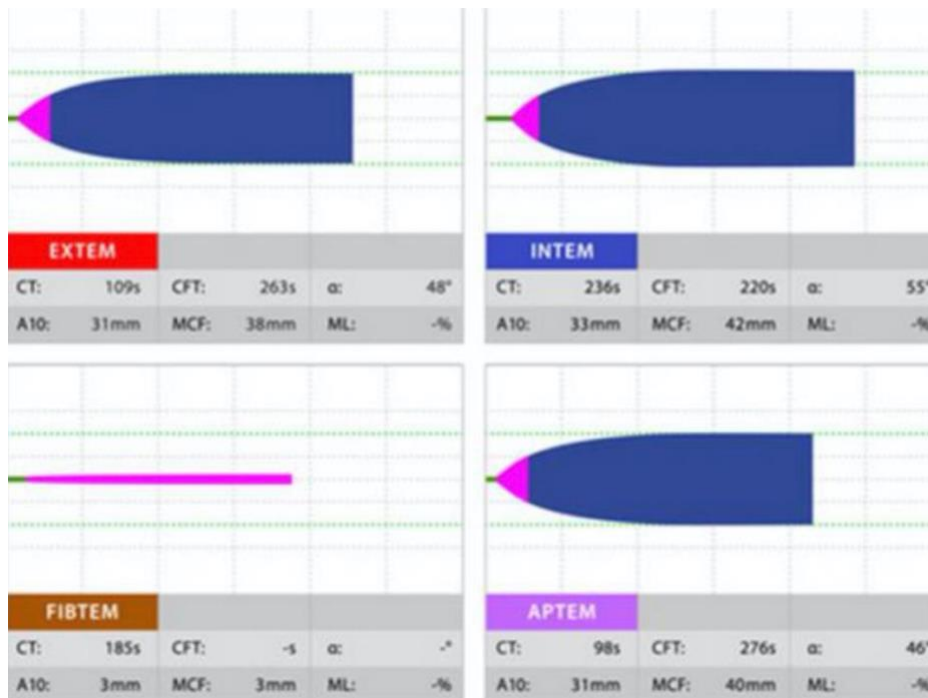 EXTEM
CT: 109s CFT: 263s α: 48°
A10: 31mm MCF: 38mm ML: -%
INTEM
CT: 236s CFT: 220s α: 55°
A10: 33mm MCF: 42mm ML: -%
FIBTEM
CT: 185s CFT: -s α: -°
A10: 3mm MCF: 3mm ML: -%
APTEM
CT: 98s CFT: 276s α: 46°
A10: 31mm MCF: 40mm ML: -%